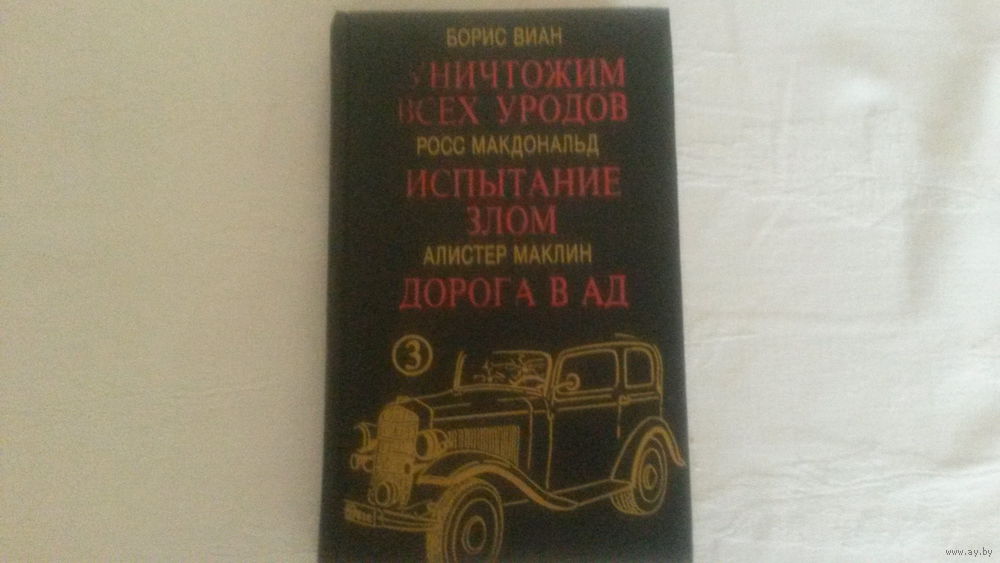 БОРИС ВИАН
УНИЧТОЖИМ
ВСЕХ УРОДОВ
РОСС МАКДОНАЛЬД
ИСПЫТАНИЕ
ЗЛОМ
АЛИСТЕР МАКЛИН
ДОРОГА В АД
3
www.ay.by